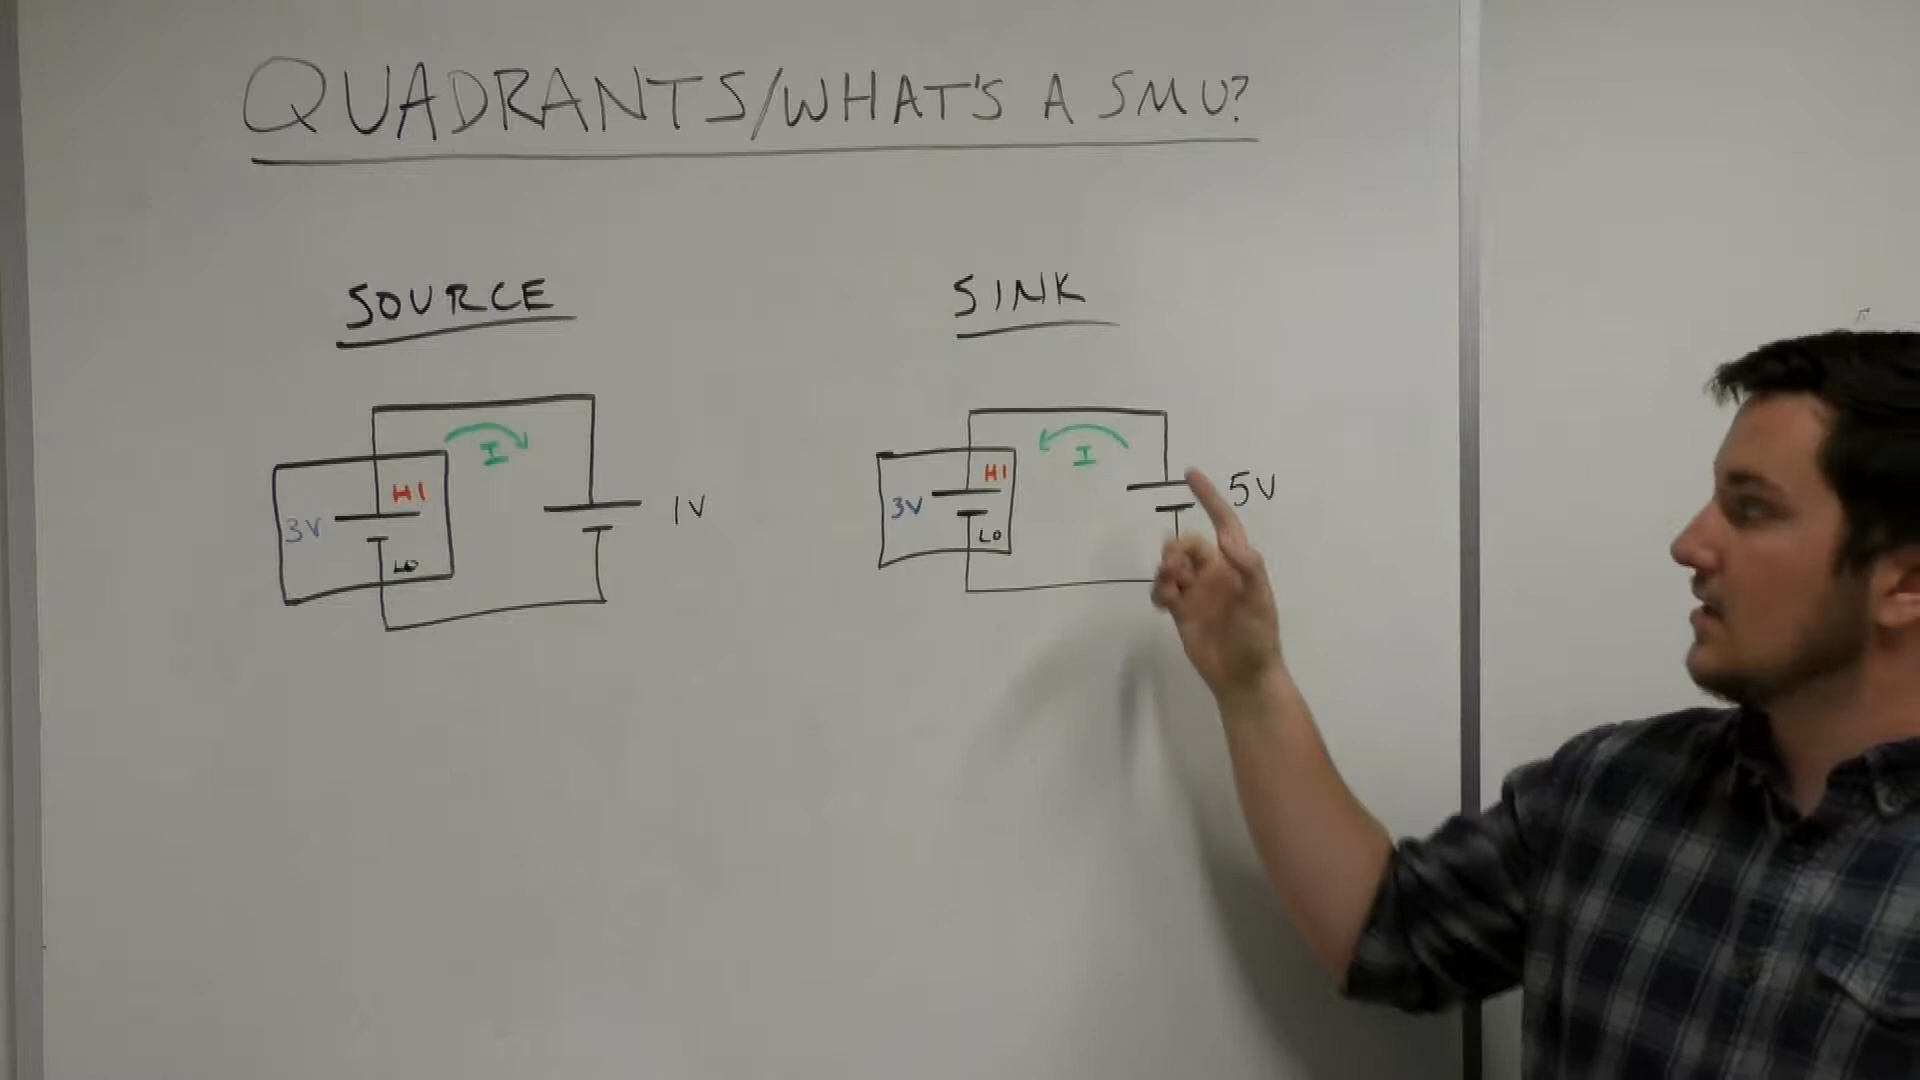 QUADRANTS/WHAT'S A SMU?
SOURCE
I
HI
3V
LO
1V
SINK
I
HI
3V
LO
5V